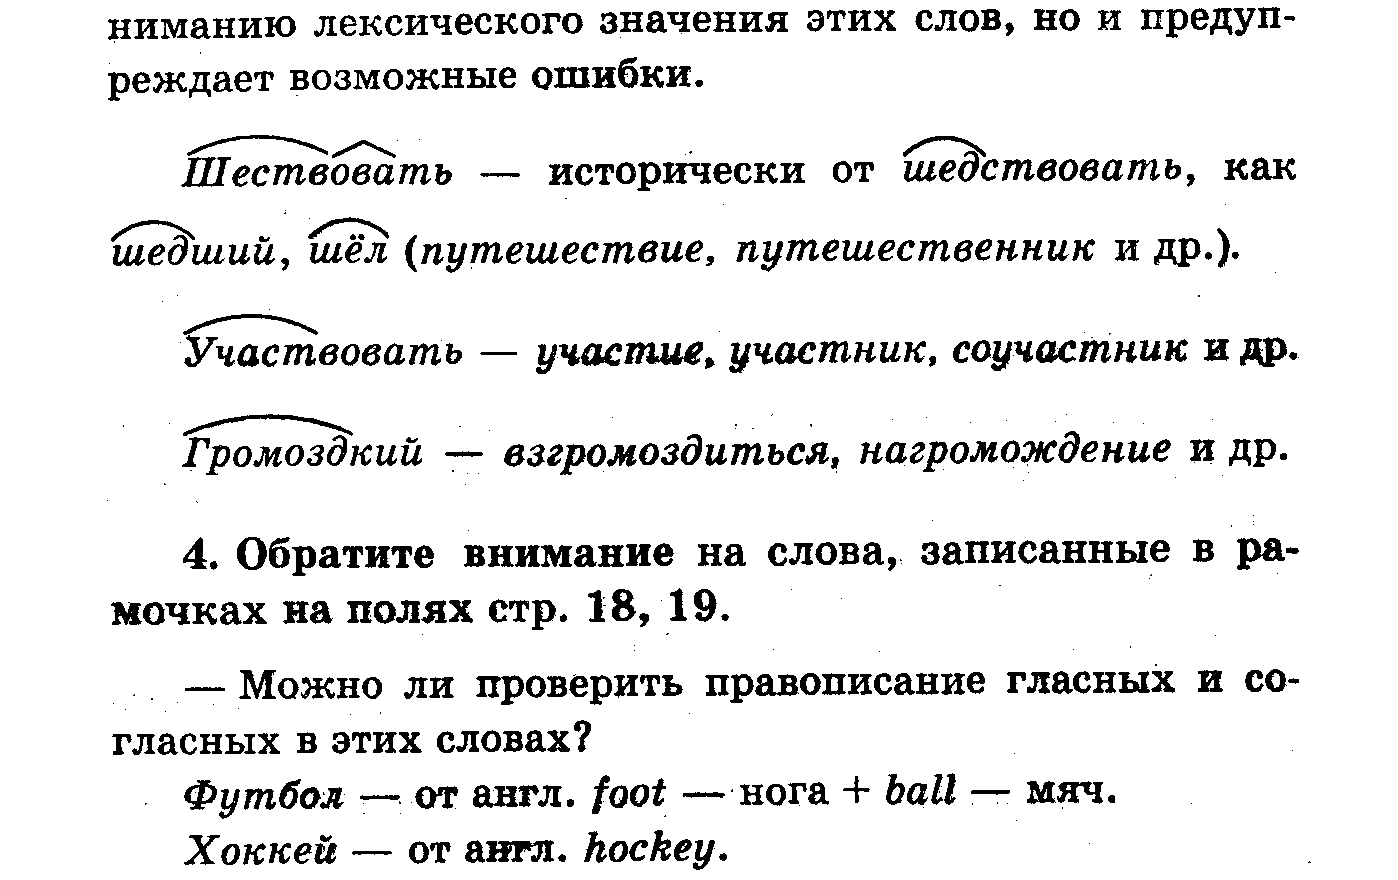 ниманию лексического значения этих слов, но и предуп-
реждает возможные ошибки.
Шествовать — исторически от шедствовать, как
шедший, шёл (путешествие, путешественник и др.).
Участвовать — участие, участник, соучастник и др.
Громоздкий — взгромоздиться, нагромождение и др.
4. Обратите внимание на слова, записанные в ра-
мочках на полях стр. 18, 19.
— Можно ли проверить правописание гласных и со-
гласных в этих словах?
Футбол — от англ. foot — нога + ball — мяч.
Хоккей — от англ. hockey.